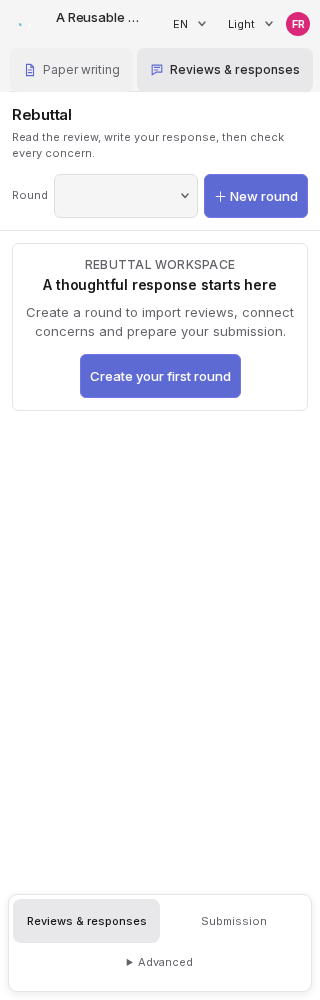 A Reusable …
EN
Light
FR
Paper writing
Reviews & responses
Rebuttal
Read the review, write your response, then check
every concern.
Round
+ New round
REBUTTAL WORKSPACE
A thoughtful response starts here
Create a round to import reviews, connect
concerns and prepare your submission.
Create your first round
Reviews & responses
Submission
▶ Advanced